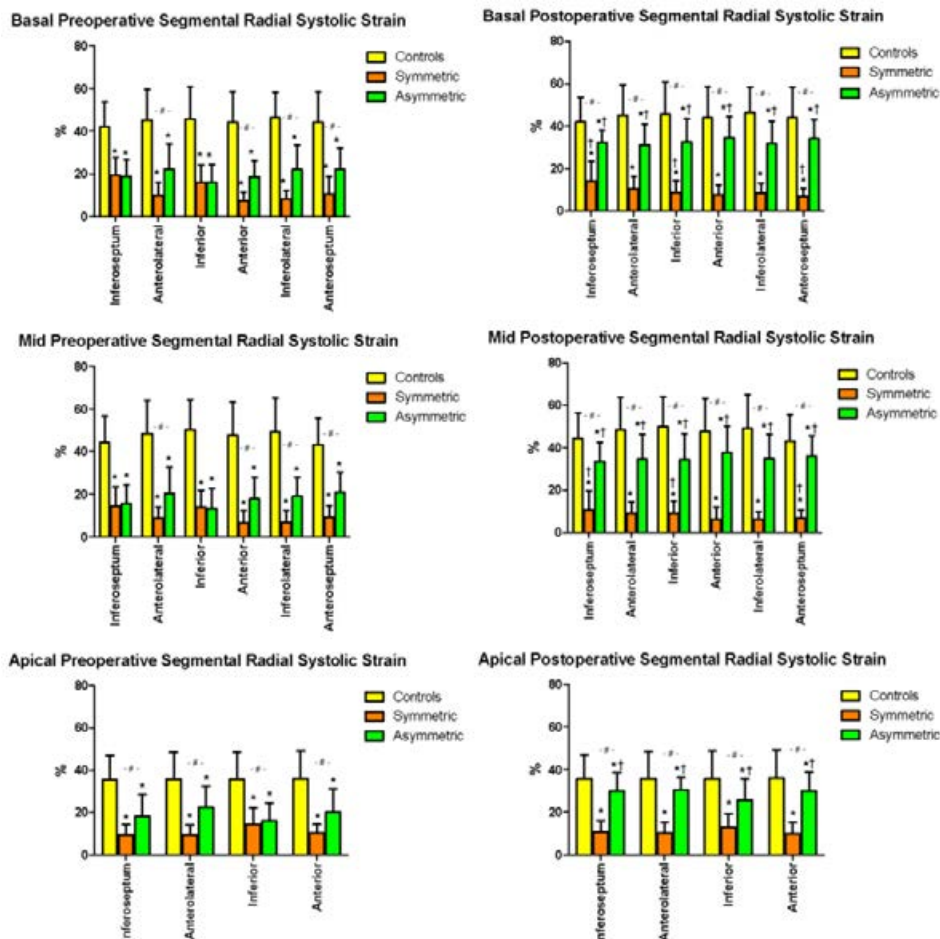 Basal Preoperative Segmental Radial Systolic Strain
80
60
40
20
0
%
Controls
Symmetric
Asymmetric
- # -
- # -
- # -
- # -
* *
* *
* *
* *
* *
* *
Inferoseptum
Anterolateral
Inferior
Anterior
Inferolateral
Anteroseptum
Basal Postoperative Segmental Radial Systolic Strain
80
60
40
20
0
%
Controls
Symmetric
Asymmetric
- # -
- # -
- # -
- # -
- # -
- # -
*†
*†
*†
*†
*†
*†
†
*
*
†
*
*
*
†
*
Inferoseptum
Anterolateral
Inferior
Anterior
Inferolateral
Anteroseptum
Mid Preoperative Segmental Radial Systolic Strain
80
60
40
20
0
%
Controls
Symmetric
Asymmetric
- # -
- # -
- # -
- # -
* *
* *
* *
* *
* *
* *
Inferoseptum
Anterolateral
Inferior
Anterior
Inferolateral
Anteroseptum
Mid Postoperative Segmental Radial Systolic Strain
80
60
40
20
0
%
Controls
Symmetric
Asymmetric
- # -
- # -
- # -
- # -
- # -
- # -
*†
*†
*†
*†
*†
*†
†
*
*
†
*
*
*
†
*
Inferoseptum
Anterolateral
Inferior
Anterior
Inferolateral
Anteroseptum
Apical Preoperative Segmental Radial Systolic Strain
80
60
40
20
0
%
Controls
Symmetric
Asymmetric
- # -
- # -
- # -
- # -
* *
* *
* *
* *
Inferoseptum
Anterolateral
Inferior
Anterior
Apical Postoperative Segmental Radial Systolic Strain
80
60
40
20
0
%
Controls
Symmetric
Asymmetric
- # -
- # -
- # -
- # -
*†
*†
*†
*†
*
*
*
*
Inferoseptum
Anterolateral
Inferior
Anterior